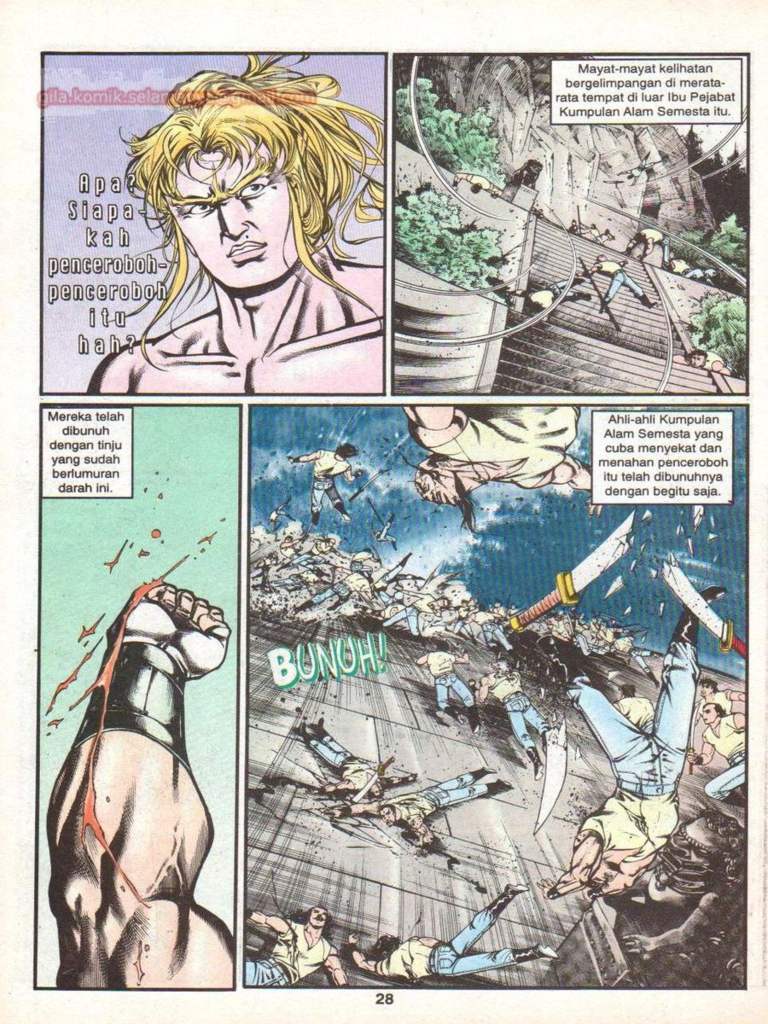 Apa?
Siapa-
kah
penceroboh-
penceroboh
itu
hah?
Mayat-mayat kelihatan
bergelimpangan di merata-
rata tempat di luar Ibu Pejabat
Kumpulan Alam Semesta itu.
Mereka telah
dibunuh
dengan tinju
yang sudah
berlumuran
darah ini.
Ahli-ahli Kumpulan
Alam Semesta yang
cuba menyekat dan
menahan penceroboh
itu telah dibunuhnya
dengan begitu saja.
BUNUH!
28